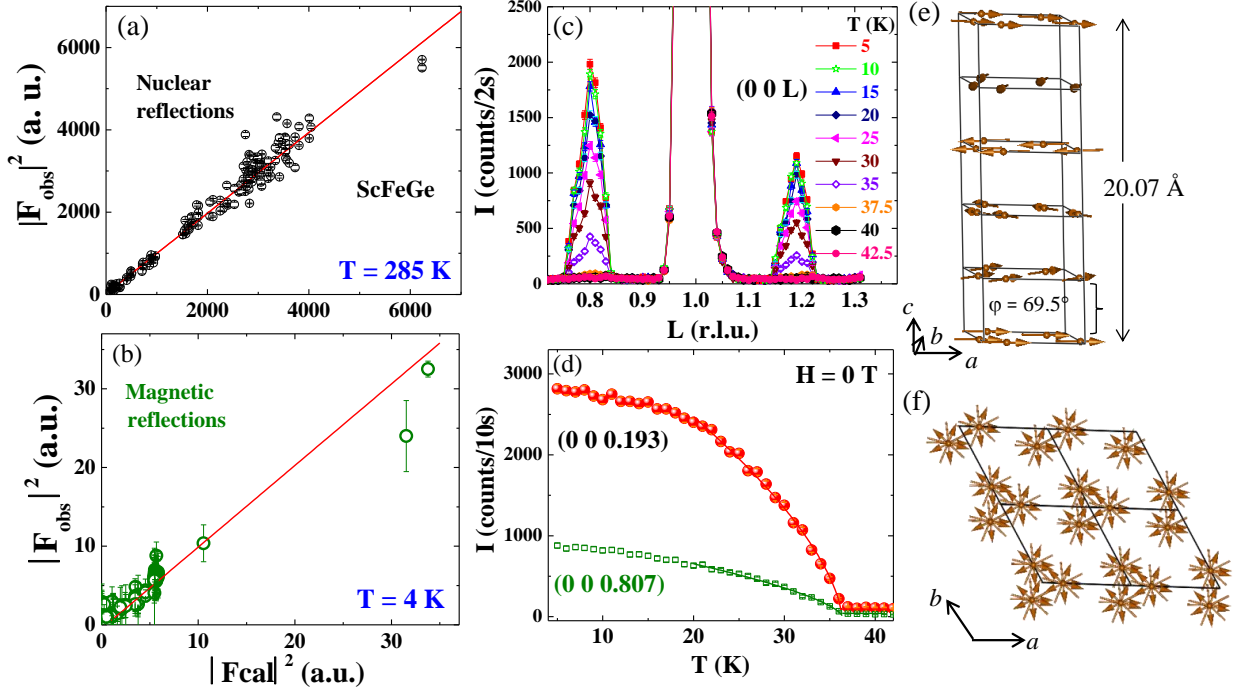 (a)
|F_obs|^2 (a. u.)
6000
4000
2000
0
Nuclear
reflections
ScFeGe
T = 285 K
0 2000 4000 6000
(b)
|F_obs|^2 (a.u.)
30
20
10
0
Magnetic
reflections
T = 4 K
0 10 20 30
|Fcal|^2 (a.u.)
(c)
I (counts/2s)
2500
2000
1500
1000
500
0
(0 0 L)
T (K)
5
10
15
20
25
30
35
37.5
40
42.5
0.8 0.9 1.0 1.1 1.2 1.3
L (r.l.u.)
(d)
I (counts/10s)
3000
2000
1000
0
H = 0 T
(0 0 0.193)
(0 0 0.807)
10 20 30 40
T (K)
(e)
20.07 Å
φ = 69.5°
c
b
a
(f)
b
a